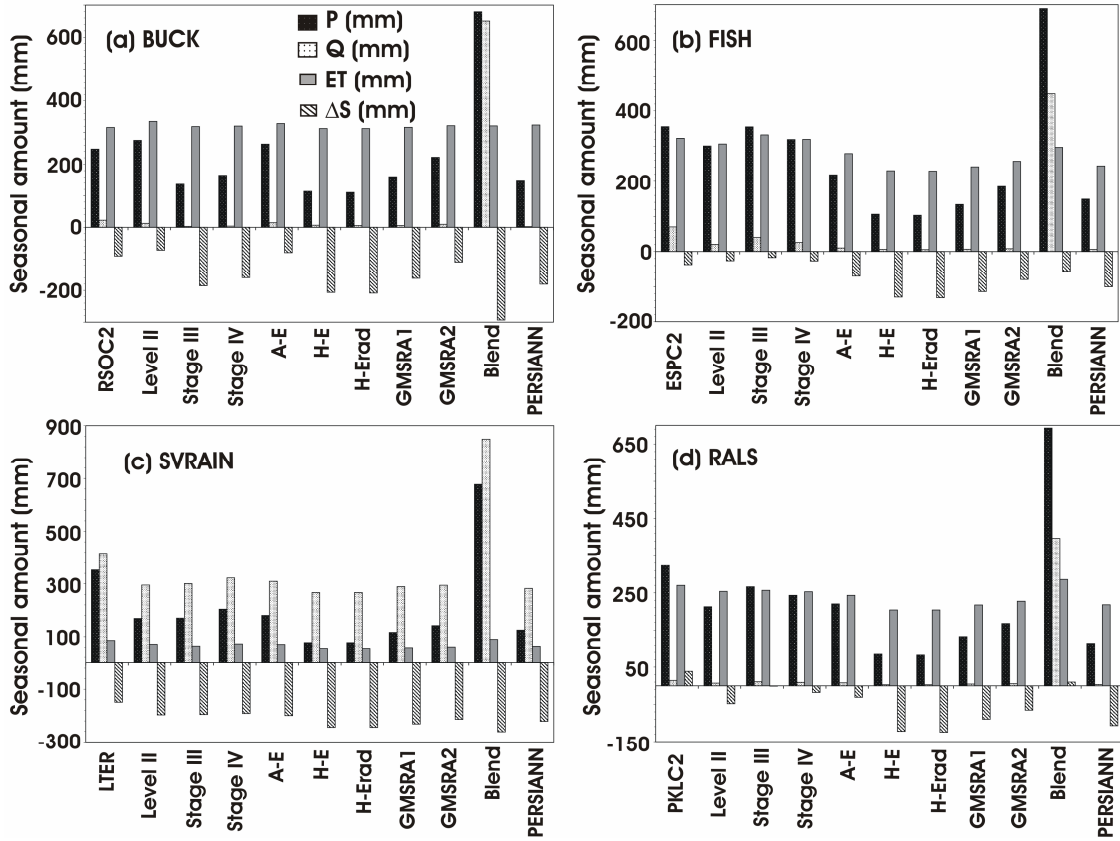 (a) BUCK
P (mm)
Q (mm)
ET (mm)
ΔS (mm)
Seasonal amount (mm)
600
400
200
0
-200
RSOC2
Level II
Stage III
Stage IV
A-E
H-E
H-Erad
GMSRA1
GMSRA2
Blend
PERSIANN
(b) FISH
Seasonal amount (mm)
600
400
200
0
-200
ESPC2
Level II
Stage III
Stage IV
A-E
H-E
H-Erad
GMSRA1
GMSRA2
Blend
PERSIANN
(c) SVRAIN
Seasonal amount (mm)
900
700
500
300
100
-100
-300
LTER
Level II
Stage III
Stage IV
A-E
H-E
H-Erad
GMSRA1
GMSRA2
Blend
PERSIANN
(d) RALS
Seasonal amount (mm)
650
450
250
50
-150
PKLC2
Level II
Stage III
Stage IV
A-E
H-E
H-Erad
GMSRA1
GMSRA2
Blend
PERSIANN